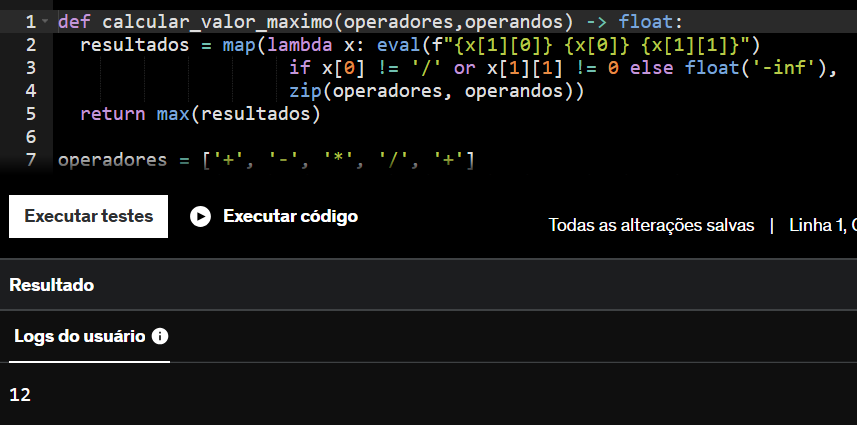 1 def calcular_valor_maximo(operadores,operandos) -> float:
2 resultados = map(lambda x: eval(f"{x[1][0]} {x[0]} {x[1][1]}")
3 if x[0] != '/' or x[1][1] != 0 else float('-inf'),
4 zip(operadores, operandos))
5 return max(resultados)
6
7 operadores = ['+', '-', '*', '/', '+']
Executar testes Executar código
Todas as alterações salvas | Linha 1,
Resultado
Logs do usuário
12